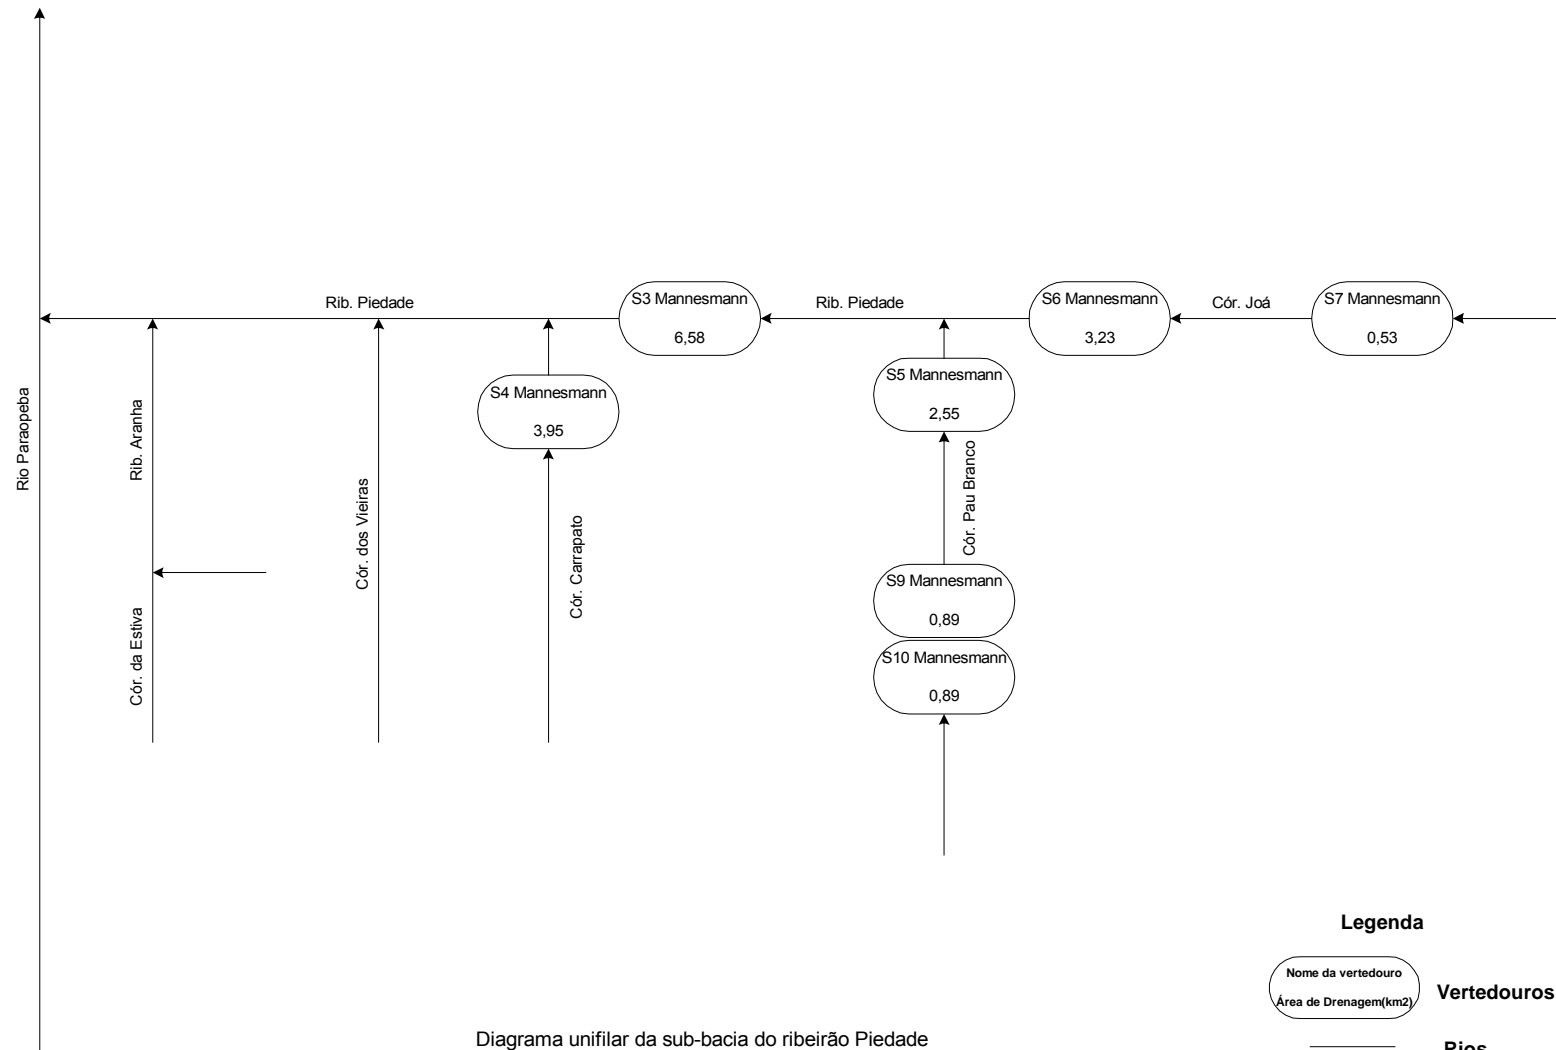 Rib. Piedade
S3 Mannesmann
6,58
Rib. Piedade
S6 Mannesmann
3,23
Cór. Joá
S7 Mannesmann
0,53
S4 Mannesmann
3,95
S5 Mannesmann
2,55
Rio Paraopeba
Rib. Aranha
Cór. dos Vieiras
Cór. Carrapato
Cór. Pau Branco
S9 Mannesmann
0,89
Cór. da Estiva
S10 Mannesmann
0,89
Legenda
Nome da vertedouro
Área de Drenagem(km2)
Vertedouros
Rios
Diagrama unifilar da sub-bacia do ribeirão Piedade